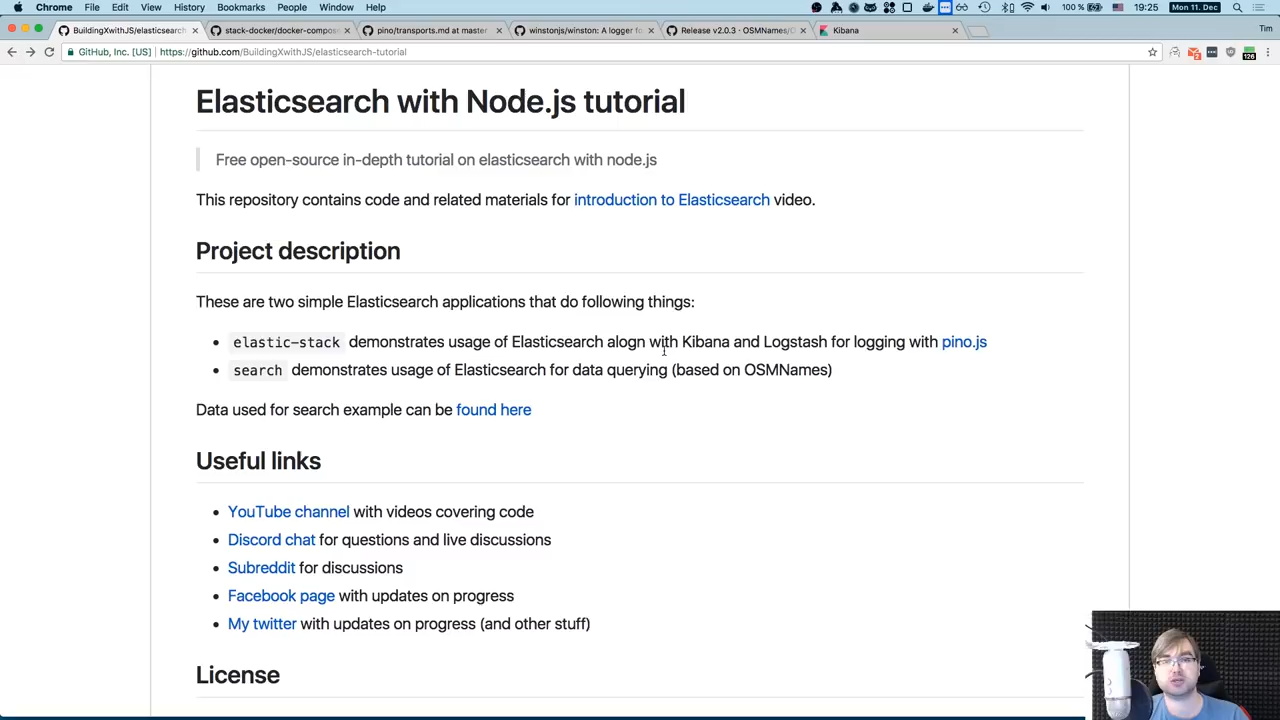 Chrome File Edit View History Bookmarks People Window Help 100 % 19:25 Mon 11. Dec
BuildingXwithJS/elasticsearch stack-docker/docker-compos pino/transports.md at master winstonjs/winston: A logger fo Release v2.0.3 · OSMNames/ Kibana Tim
GitHub, Inc. [US] https://github.com/BuildingXwithJS/elasticsearch-tutorial 2 126
Elasticsearch with Node.js tutorial
Free open-source in-depth tutorial on elasticsearch with node.js
This repository contains code and related materials for introduction to Elasticsearch video.
Project description
These are two simple Elasticsearch applications that do following things:
elastic-stack demonstrates usage of Elasticsearch alogn with Kibana and Logstash for logging with pino.js
search demonstrates usage of Elasticsearch for data querying (based on OSMNames)
Data used for search example can be found here
Useful links
YouTube channel with videos covering code
Discord chat for questions and live discussions
Subreddit for discussions
Facebook page with updates on progress
My twitter with updates on progress (and other stuff)
License